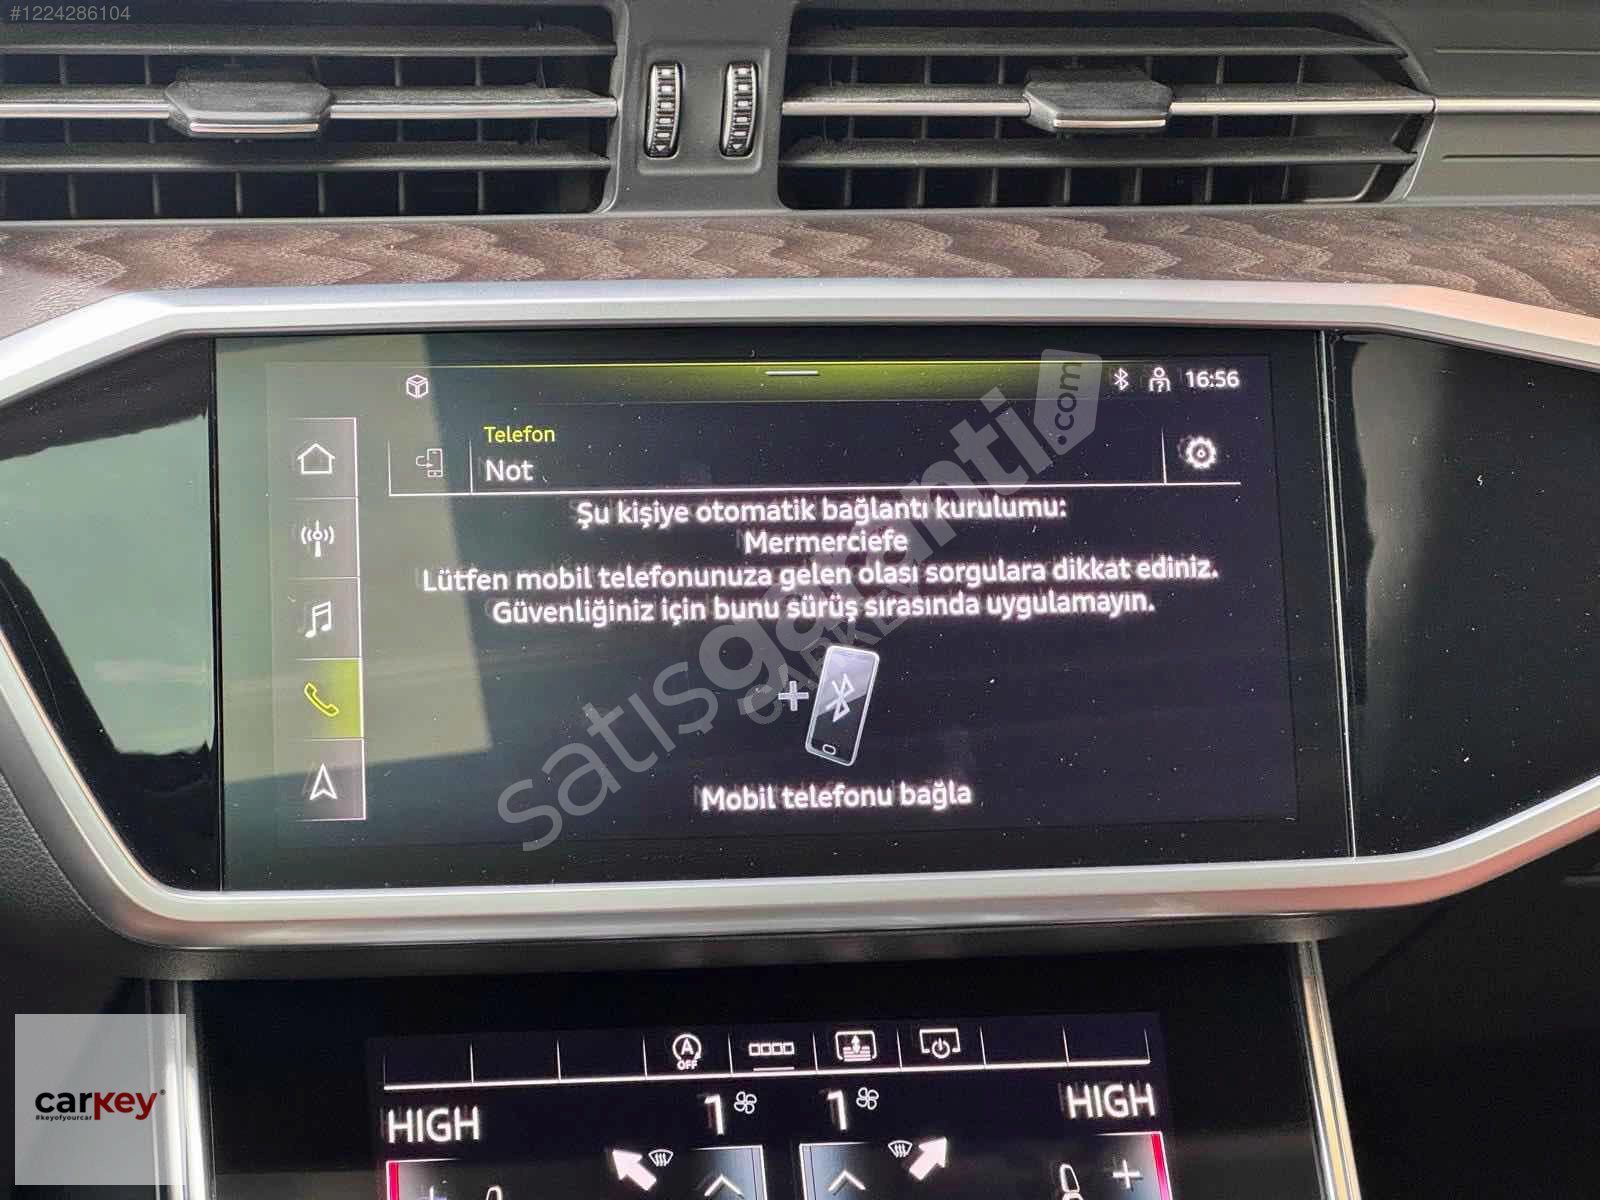 #1224286104
16:56
Telefon
Not
Şu kişiye otomatik bağlantı kurulumu:
Mermerciefe
Lütfen mobil telefonunuza gelen olası sorgulara dikkat ediniz.
Güvenliğiniz için bunu sürüş sırasında uygulamayın.
Mobil telefonu bağla
satışgaranti.com
CARKEY
A
OFF
HIGH
1
1
HIGH
carkey®
#keyofyourcar